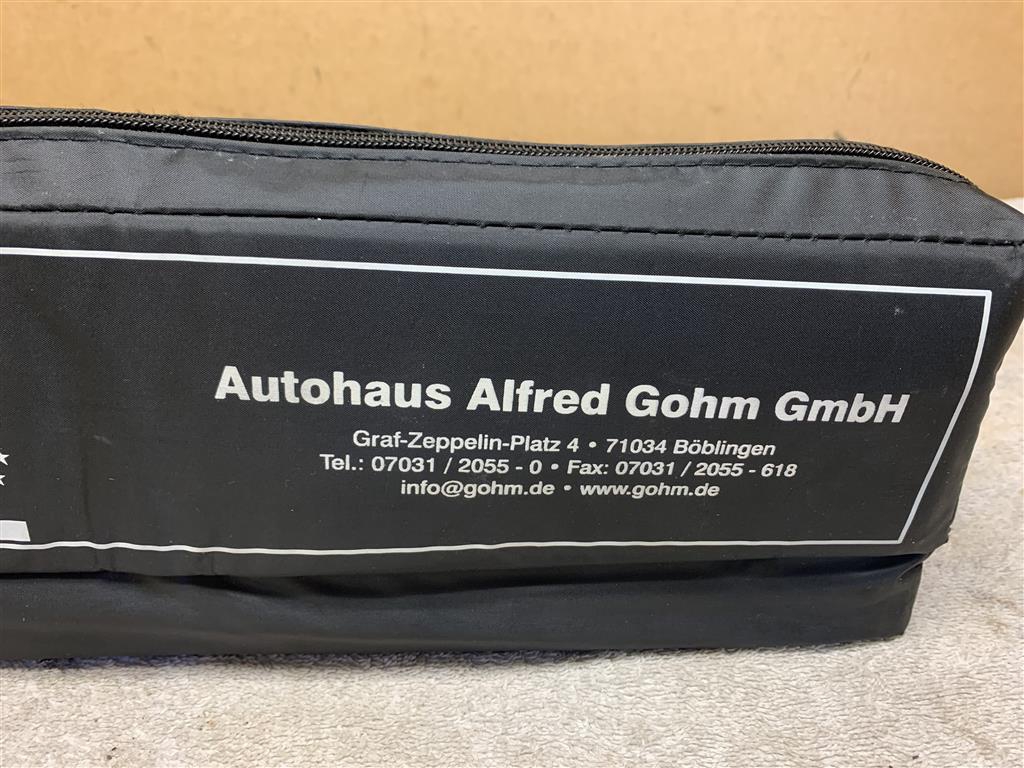 Autohaus Alfred Gohm GmbH
Graf-Zeppelin-Platz 4 • 71034 Böblingen
Tel.: 07031 / 2055 - 0 • Fax: 07031 / 2055 - 618
info@gohm.de • www.gohm.de